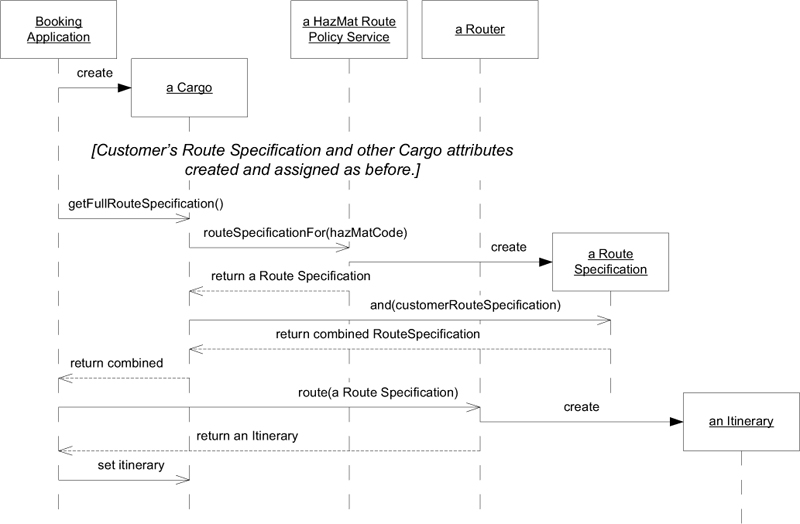 Booking
Application
a HazMat Route
Policy Service
a Router
create
a Cargo
[Customer's Route Specification and other Cargo attributes
created and assigned as before.]
getFullRouteSpecification()
routeSpecificationFor(hazMatCode)
create
a Route
Specification
return a Route Specification
and(customerRouteSpecification)
return combined RouteSpecification
return combined
route(a Route Specification)
create
an Itinerary
return an Itinerary
set itinerary